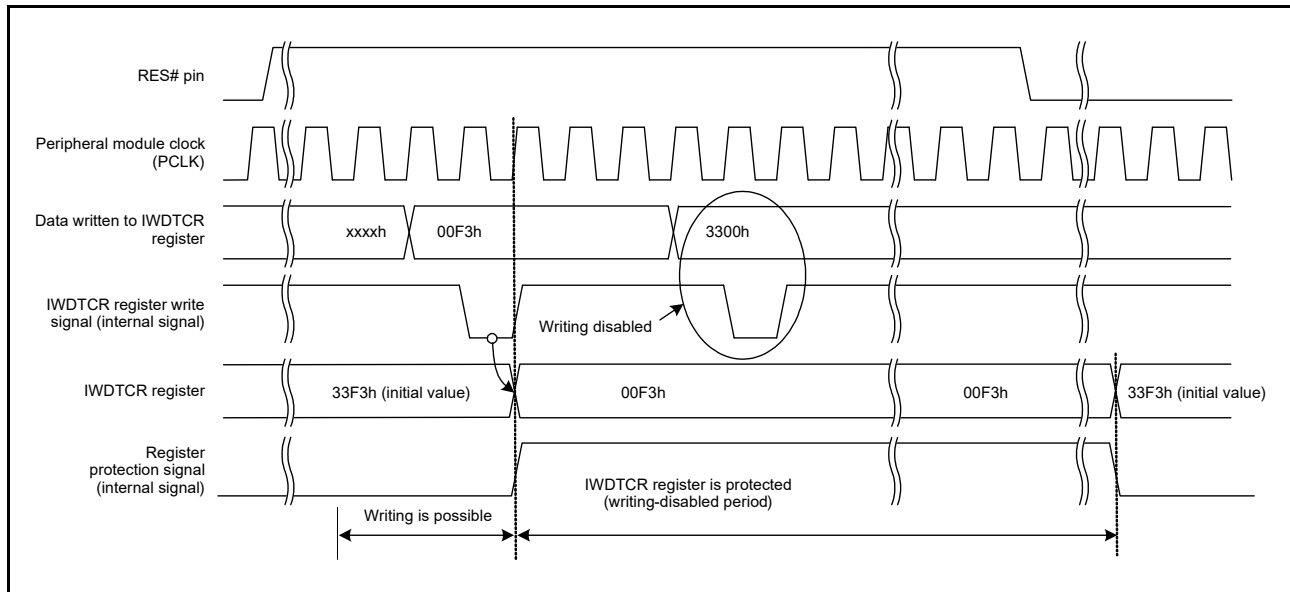 RES# pin
Peripheral module clock
(PCLK)
Data written to IWDTCR
register
xxxxh
00F3h
3300h
IWDTCR register write
signal (internal signal)
Writing disabled
IWDTCR register
33F3h (initial value)
00F3h
00F3h
33F3h (initial value)
Register
protection signal
(internal signal)
IWDTCR register is protected
(writing-disabled period)
Writing is possible